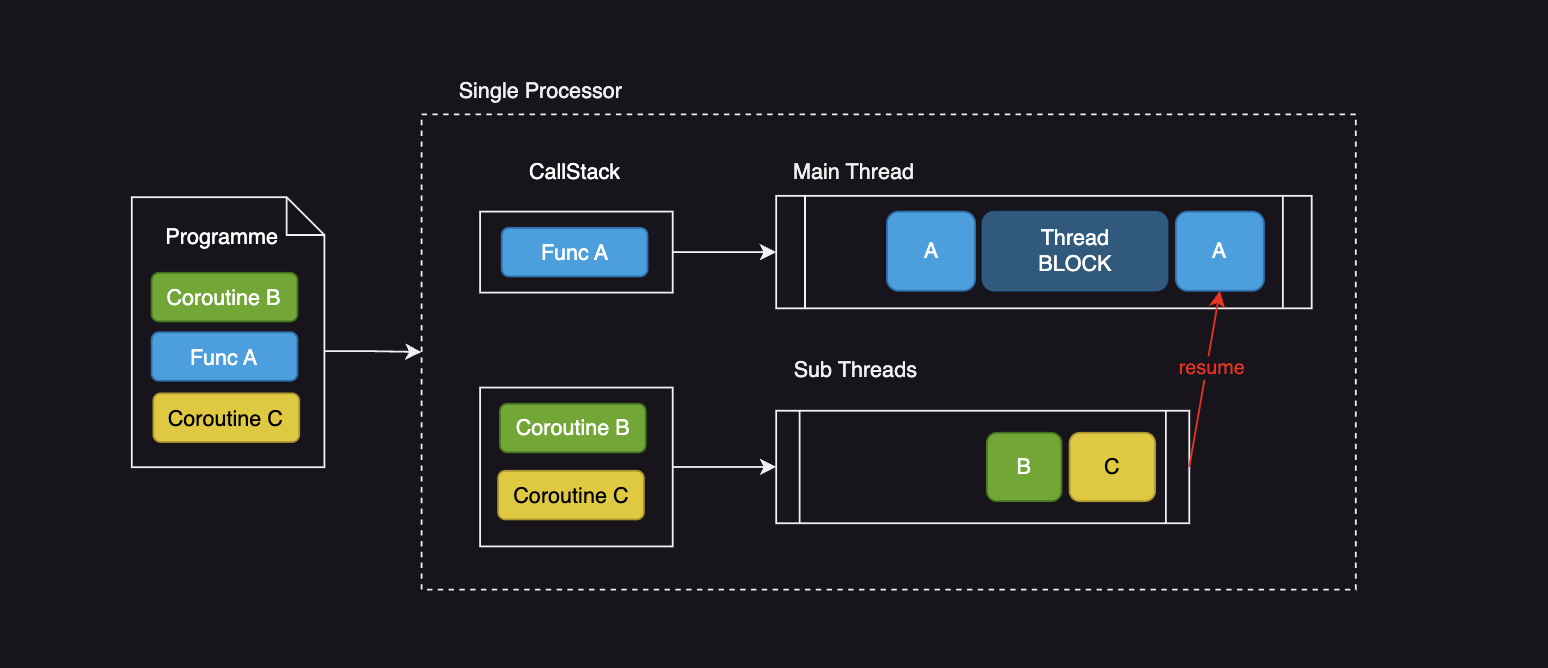 Single Processor
CallStack
Main Thread
Programme
Coroutine B
Func A
Coroutine C
Func A
A
Thread
BLOCK
A
Sub Threads
resume
Coroutine B
Coroutine C
B
C